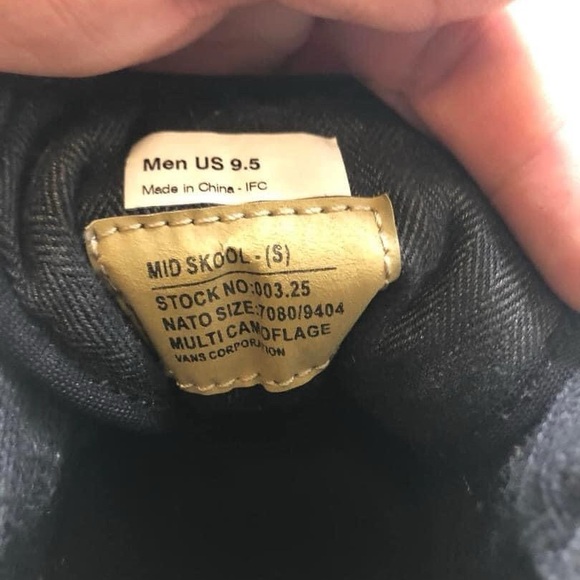 Men US 9.5
Made in China - IFC
MID SKOOL - (S)
STOCK NO:003.25
NATO SIZE:7080/9404
MULTI CAMOFLAGE
VANS CORPORATION